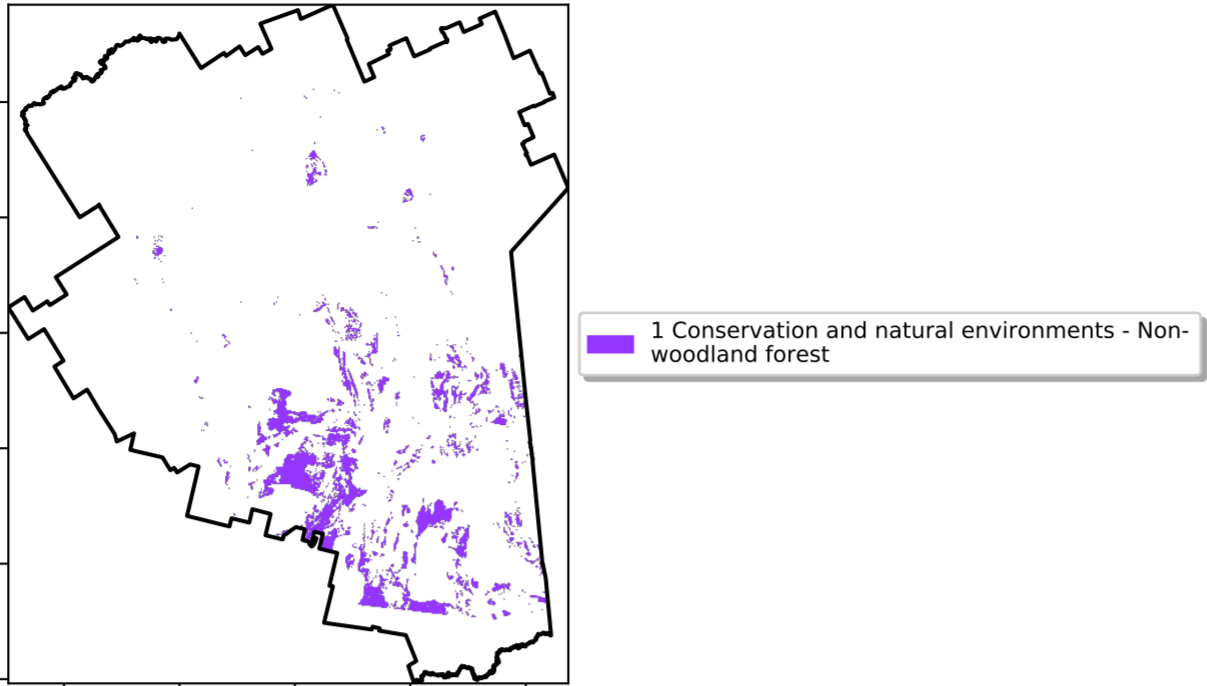 1 Conservation and natural environments - Non-
woodland forest